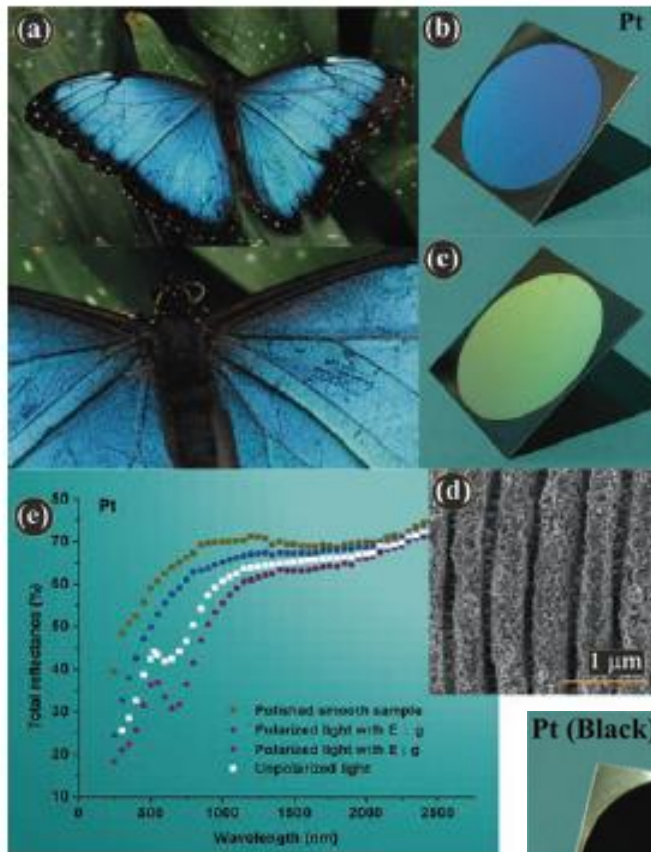 (a)
(b)
Pt
(c)
(d)
1 μm
(e)
Pt
80
70
60
50
40
30
20
10
Total reflectance (%)
Polished smooth sample
Polarized light with E : g
Polarized light with E : g
Unpolarized light
0 500 1000 1500 2000 2500
Wavelength (nm)
Pt (Black)